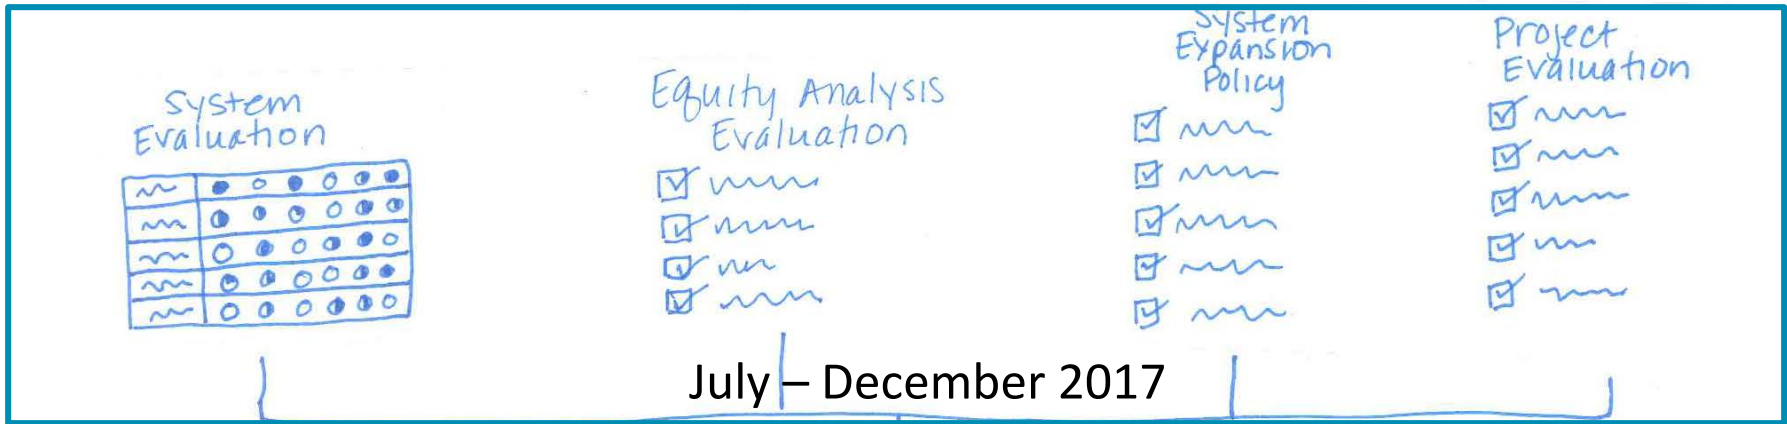 System
Evaluation
Equity Analysis
Evaluation
System
Expansion
Policy
Project
Evaluation
July – December 2017